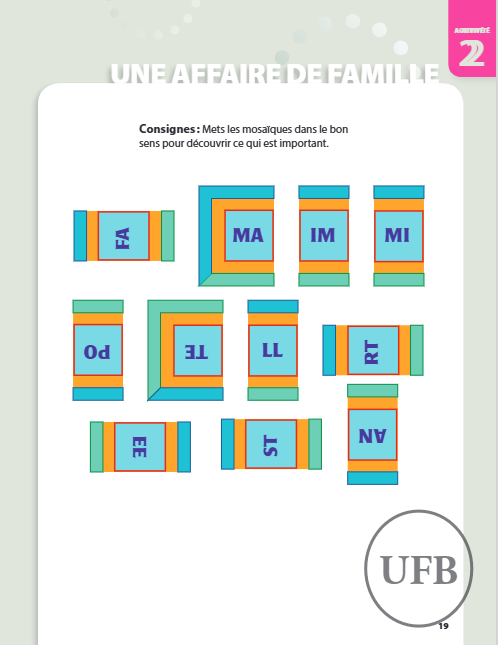 ACTIVITÉ
2
UNE AFFAIRE DE FAMILLE
Consignes : Mets les mosaïques dans le bon
sens pour découvrir ce qui est important.
FA
MA
IM
MI
PO
TE
LL
RT
EE
ST
AN
UFB
19